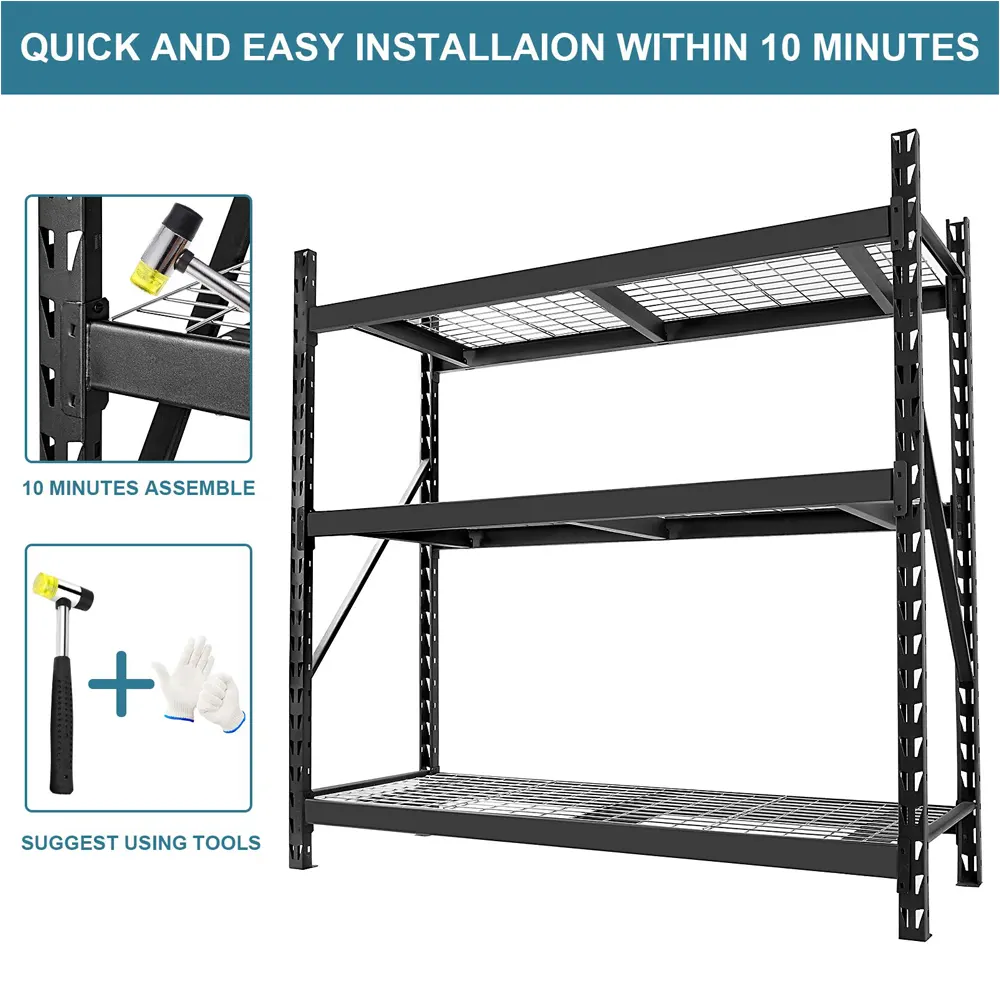 QUICK AND EASY INSTALLAION WITHIN 10 MINUTES
10 MINUTES ASSEMBLE
SUGGEST USING TOOLS